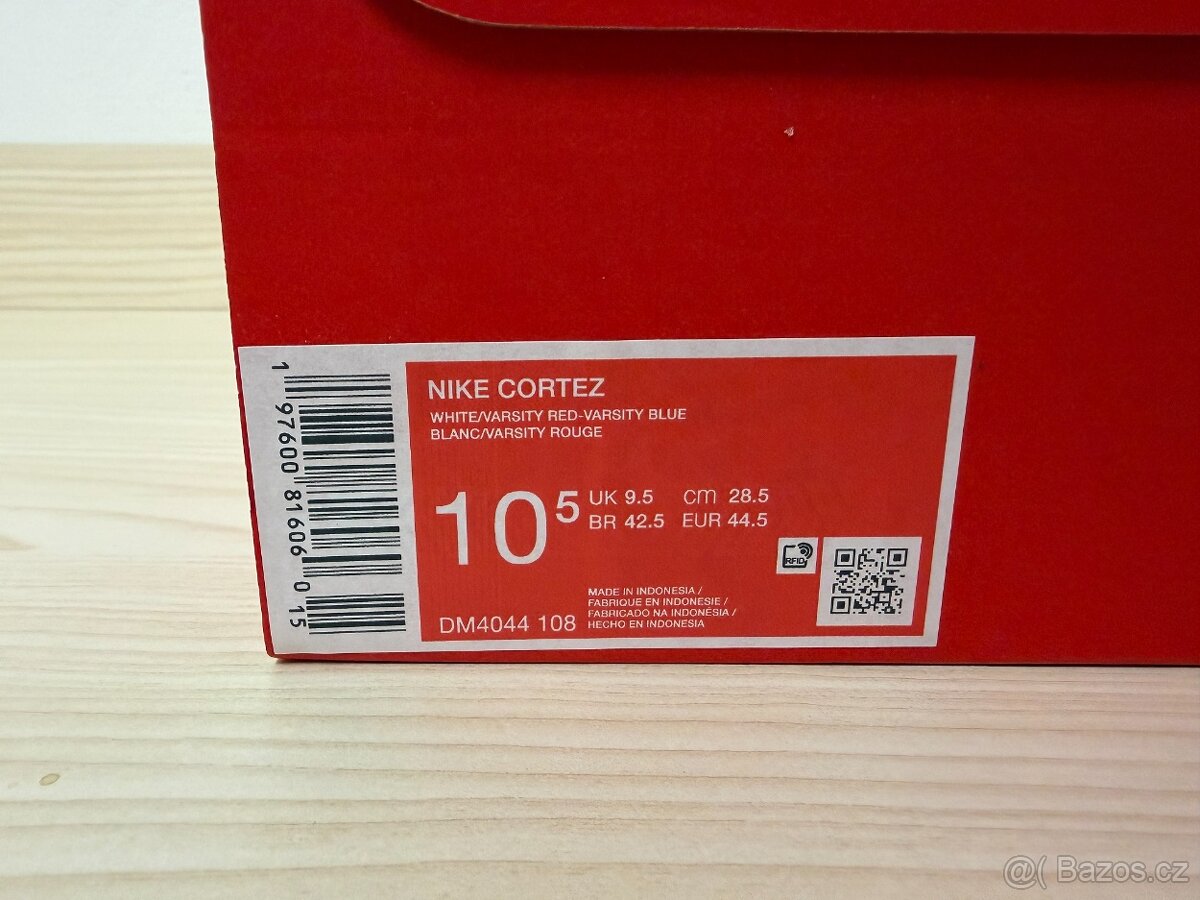 1 97600 81606 0 15
NIKE CORTEZ
WHITE/VARSITY RED-VARSITY BLUE
BLANC/VARSITY ROUGE
10 5
UK 9.5 cm 28.5
BR 42.5 EUR 44.5
RFID
MADE IN INDONESIA /
FABRIQUE EN INDONESIE /
FABRICADO NA INDONÉSIA /
HECHO EN INDONESIA
DM4044 108
@( Bazos.cz